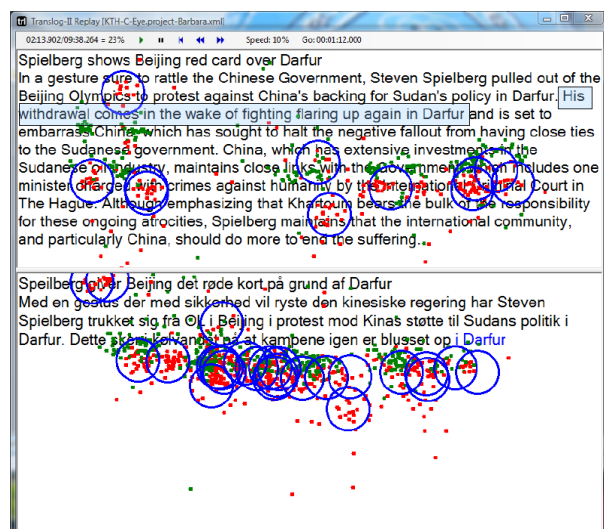 Translog-II Replay [KTH-C-Eye.project-Barbara.xml]
02:13.902/09:38.264 = 23% Speed: 10% Go: 00:01:12.000
Spielberg shows Beijing red card over Darfur
In a gesture sure to rattle the Chinese Government, Steven Spielberg pulled out of the
Beijing Olympics to protest against China's backing for Sudan's policy in Darfur. His
withdrawal comes in the wake of fighting flaring up again in Darfur and is set to
embarrass China, which has sought to halt the negative fallout from having close ties
to the Sudanese government. China, which has extensive investments in the
Sudanese oil industry, maintains close links with the Government, which includes one
minister charged with crimes against humanity by the International Criminal Court in
The Hague. Although emphasizing that Khartoum bears the bulk of the responsibility
for these ongoing atrocities, Spielberg maintains that the international community,
and particularly China, should do more to end the suffering..
Speilberg giver Beijing det røde kort på grund af Darfur
Med en gestus der med sikkerhed vil ryste den kinesiske regering har Steven
Spielberg trukket sig fra OL i Beijing i protest mod Kinas støtte til Sudans politik i
Darfur. Dette sker på at kampene igen er blusset op i Darfur